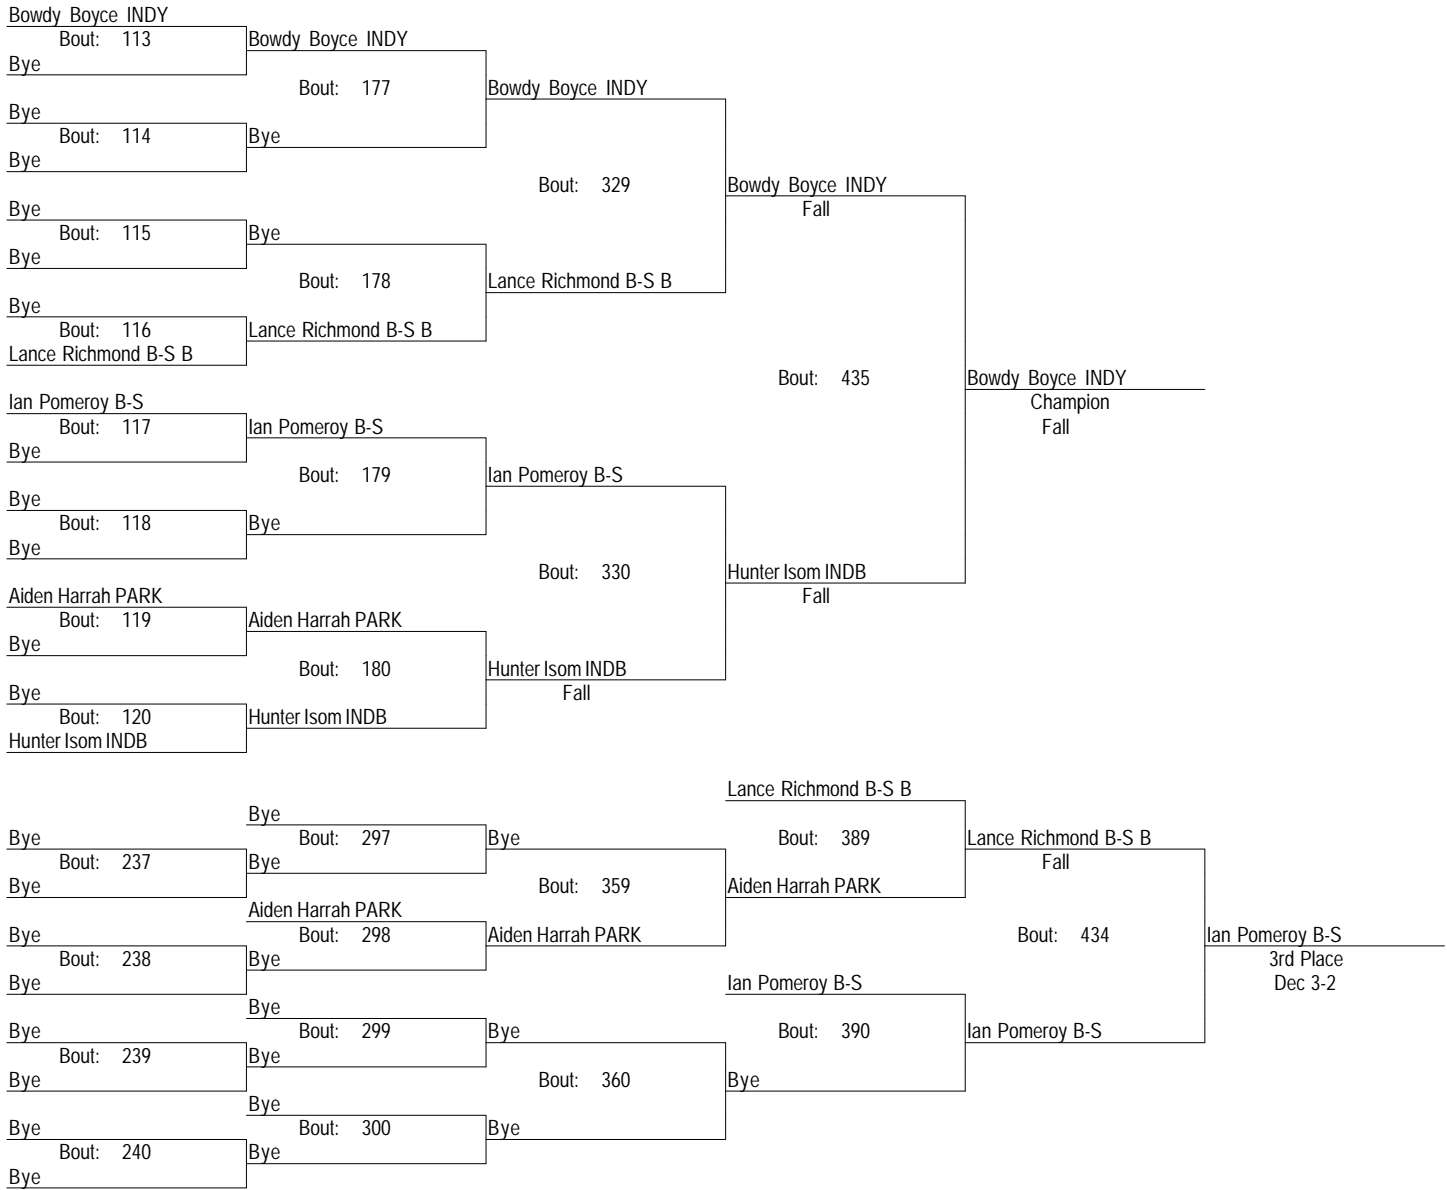 Bowdy Boyce INDY
Bout: 113 Bowdy Boyce INDY
Bye
Bout: 177 Bowdy Boyce INDY
Bye
Bout: 114 Bye
Bye
Bout: 329 Bowdy Boyce INDY
Bye Fall
Bout: 115 Bye
Bye
Bout: 178 Lance Richmond B-S B
Bye
Bout: 116 Lance Richmond B-S B
Lance Richmond B-S B
Bout: 435 Bowdy Boyce INDY
Ian Pomeroy B-S Champion
Bout: 117 Ian Pomeroy B-S Fall
Bye
Bout: 179 Ian Pomeroy B-S
Bye
Bout: 118 Bye
Bye
Bout: 330 Hunter Isom INDB
Aiden Harrah PARK Fall
Bout: 119 Aiden Harrah PARK
Bye
Bout: 180 Hunter Isom INDB
Bye Fall
Bout: 120 Hunter Isom INDB
Hunter Isom INDB
Lance Richmond B-S B
Bye
Bye Bout: 297 Bye Bout: 389 Lance Richmond B-S B
Bout: 237 Bye Fall
Bye Bout: 359 Aiden Harrah PARK
Aiden Harrah PARK
Bye Bout: 298 Aiden Harrah PARK Bout: 434 Ian Pomeroy B-S
Bout: 238 Bye 3rd Place
Bye Ian Pomeroy B-S Dec 3-2
Bye
Bye Bout: 299 Bye Bout: 390 Ian Pomeroy B-S
Bout: 239 Bye
Bye Bout: 360 Bye
Bye
Bye Bout: 300 Bye
Bout: 240 Bye
Bye